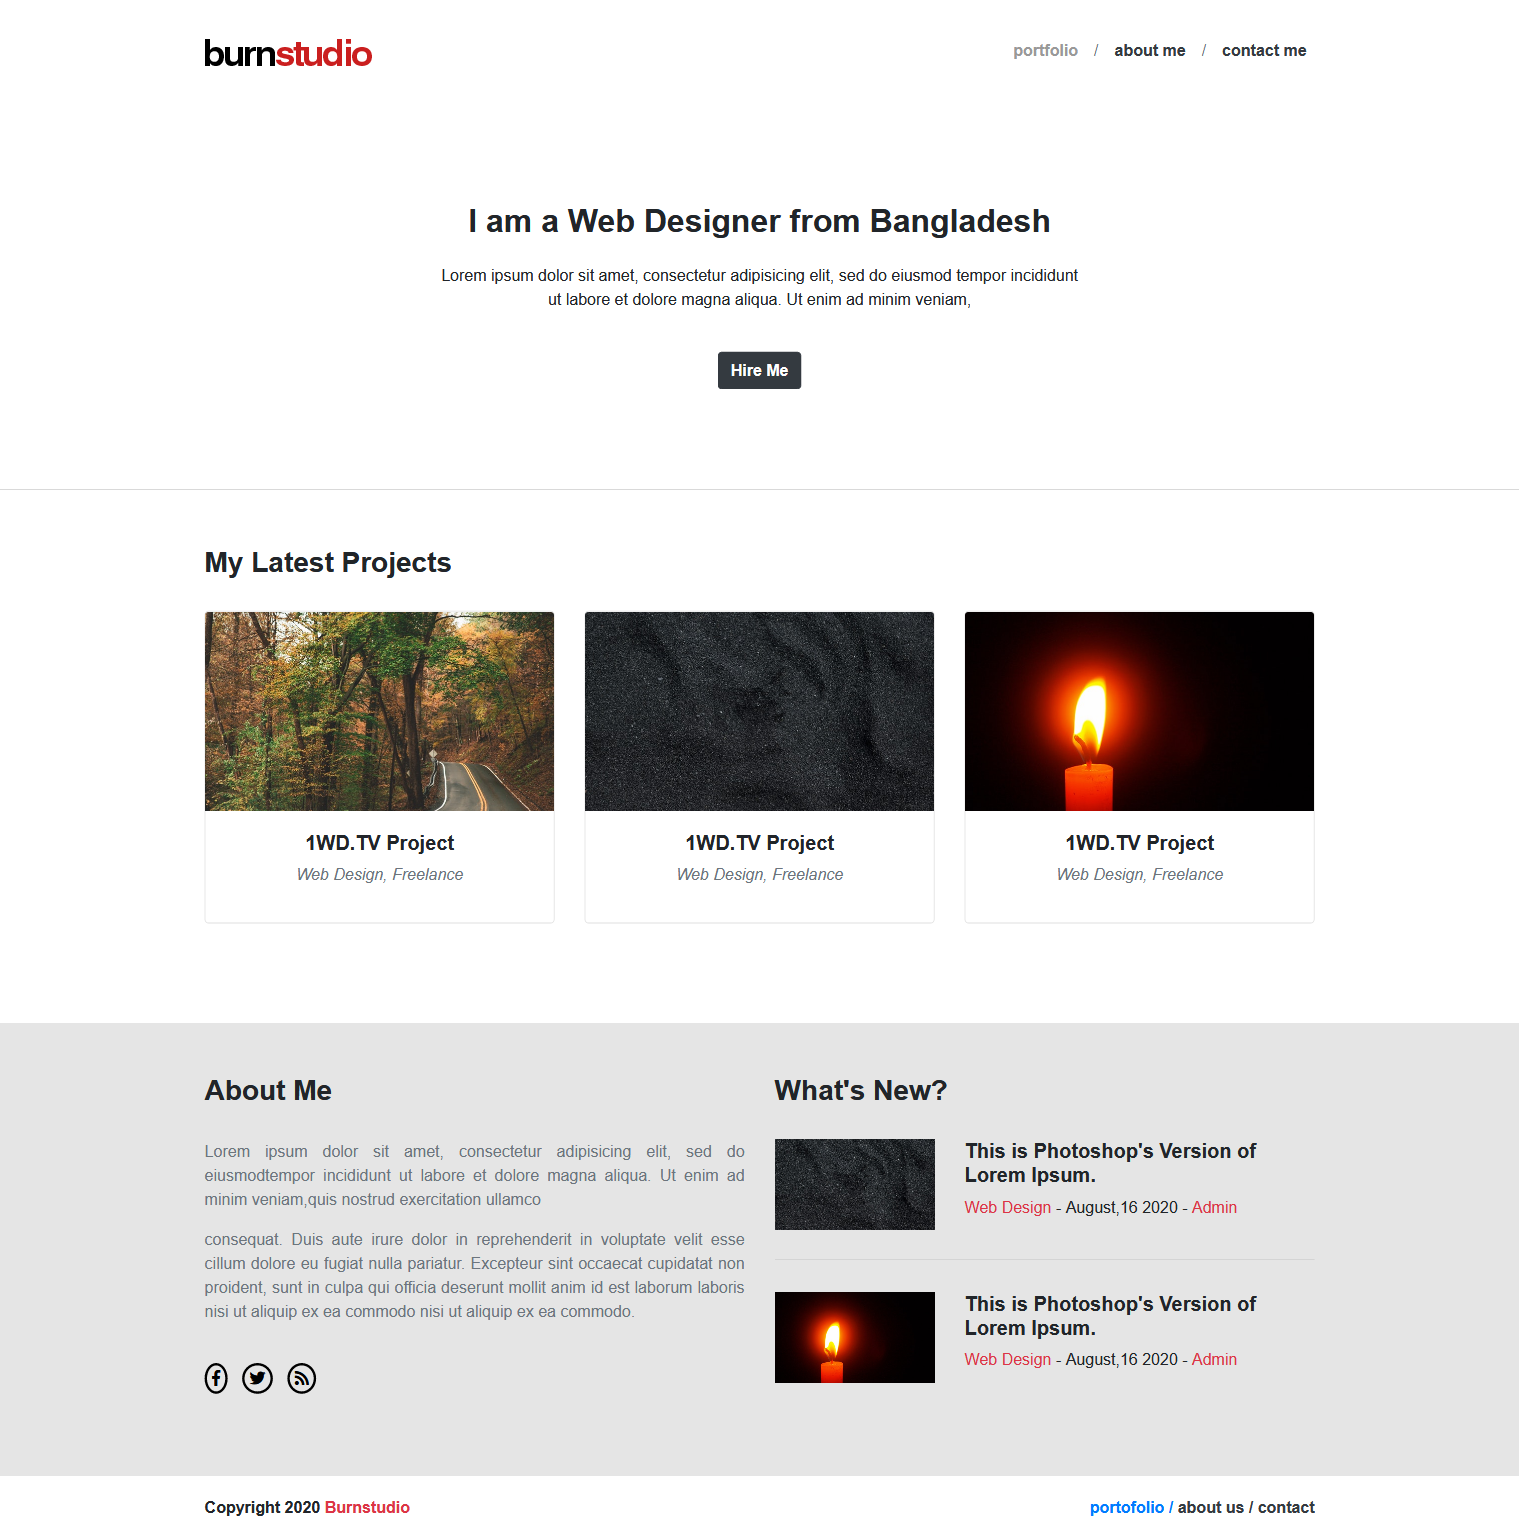 burnstudio
portfolio / about me / contact me
I am a Web Designer from Bangladesh
Lorem ipsum dolor sit amet, consectetur adipisicing elit, sed do eiusmod tempor incididunt
ut labore et dolore magna aliqua. Ut enim ad minim veniam,
Hire Me
My Latest Projects
1WD.TV Project
Web Design, Freelance
1WD.TV Project
Web Design, Freelance
1WD.TV Project
Web Design, Freelance
About Me
Lorem ipsum dolor sit amet, consectetur adipisicing elit, sed do
eiusmodtempor incididunt ut labore et dolore magna aliqua. Ut enim ad
minim veniam,quis nostrud exercitation ullamco
consequat. Duis aute irure dolor in reprehenderit in voluptate velit esse
cillum dolore eu fugiat nulla pariatur. Excepteur sint occaecat cupidatat non
proident, sunt in culpa qui officia deserunt mollit anim id est laborum laboris
nisi ut aliquip ex ea commodo nisi ut aliquip ex ea commodo.
What's New?
This is Photoshop's Version of
Lorem Ipsum.
Web Design - August,16 2020 - Admin
This is Photoshop's Version of
Lorem Ipsum.
Web Design - August,16 2020 - Admin
Copyright 2020 Burnstudio
portofolio / about us / contact